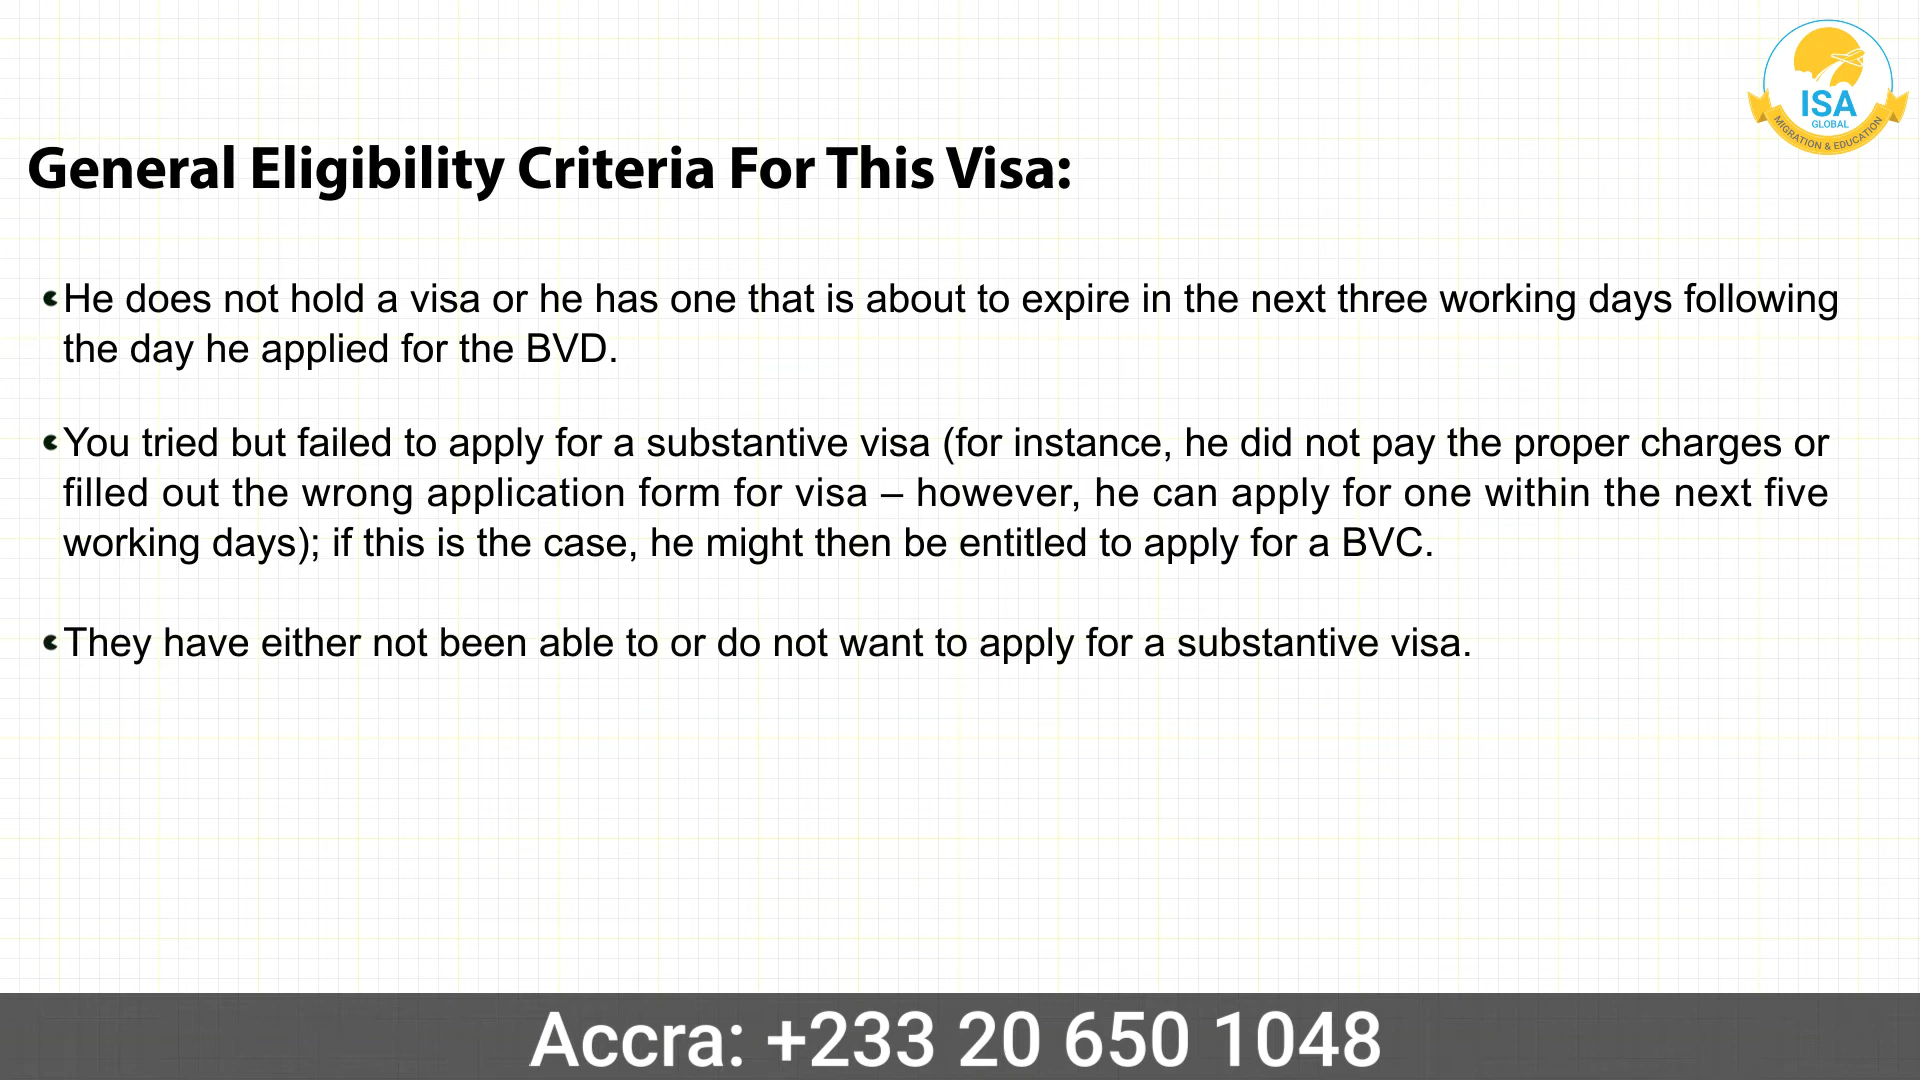 ISA
GLOBAL
MIGRATION & EDUCATION
General Eligibility Criteria For This Visa:
He does not hold a visa or he has one that is about to expire in the next three working days following
the day he applied for the BVD.
You tried but failed to apply for a substantive visa (for instance, he did not pay the proper charges or
filled out the wrong application form for visa – however, he can apply for one within the next five
working days); if this is the case, he might then be entitled to apply for a BVC.
They have either not been able to or do not want to apply for a substantive visa.
Accra: +233 20 650 1048